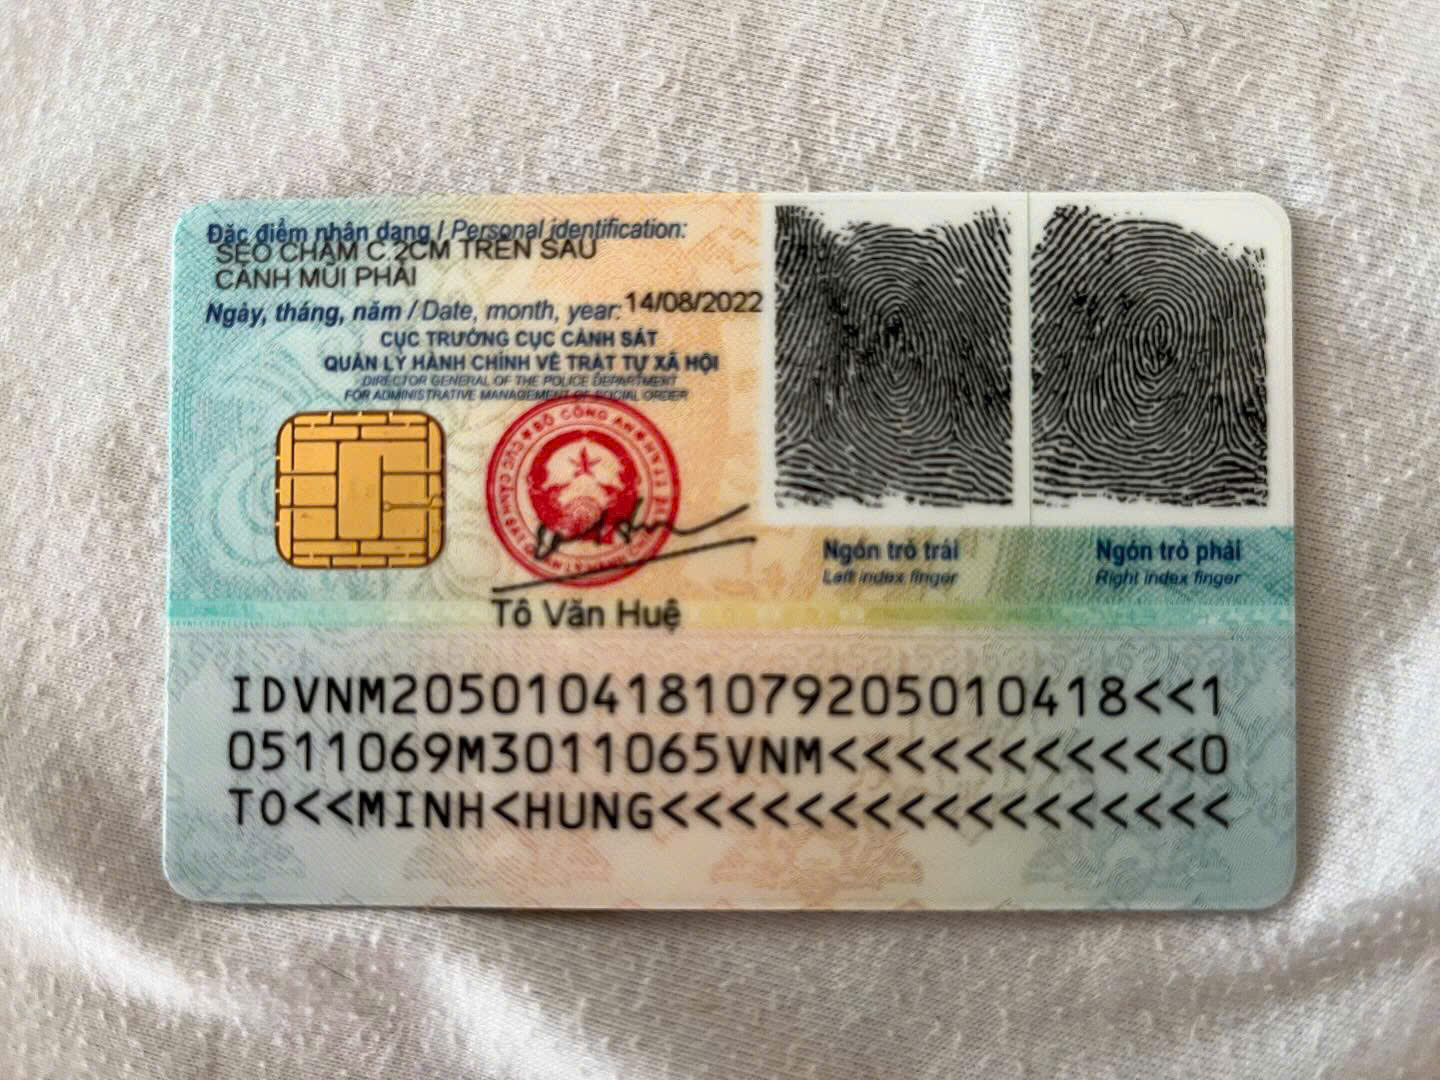 Đặc điểm nhân dạng / Personal identification:
SẸO CHẤM C.2CM TRÊN SAU
CÁNH MŨI PHẢI
Ngày, tháng, năm / Date, month, year: 14/08/2022
CỤC TRƯỞNG CỤC CẢNH SÁT
QUẢN LÝ HÀNH CHÍNH VỀ TRẬT TỰ XÃ HỘI
DIRECTOR GENERAL OF THE POLICE DEPARTMENT
FOR ADMINISTRATIVE MANAGEMENT OF SOCIAL ORDER
BỘ CÔNG AN
Tô Văn Huệ
Ngón trỏ trái
Left index finger
Ngón trỏ phải
Right index finger
IDVNM2050104181079205010418<<1
0511069M3011065VNM<<<<<<<<<<<0
TO<<MINH<HUNG<<<<<<<<<<<<<<<<<